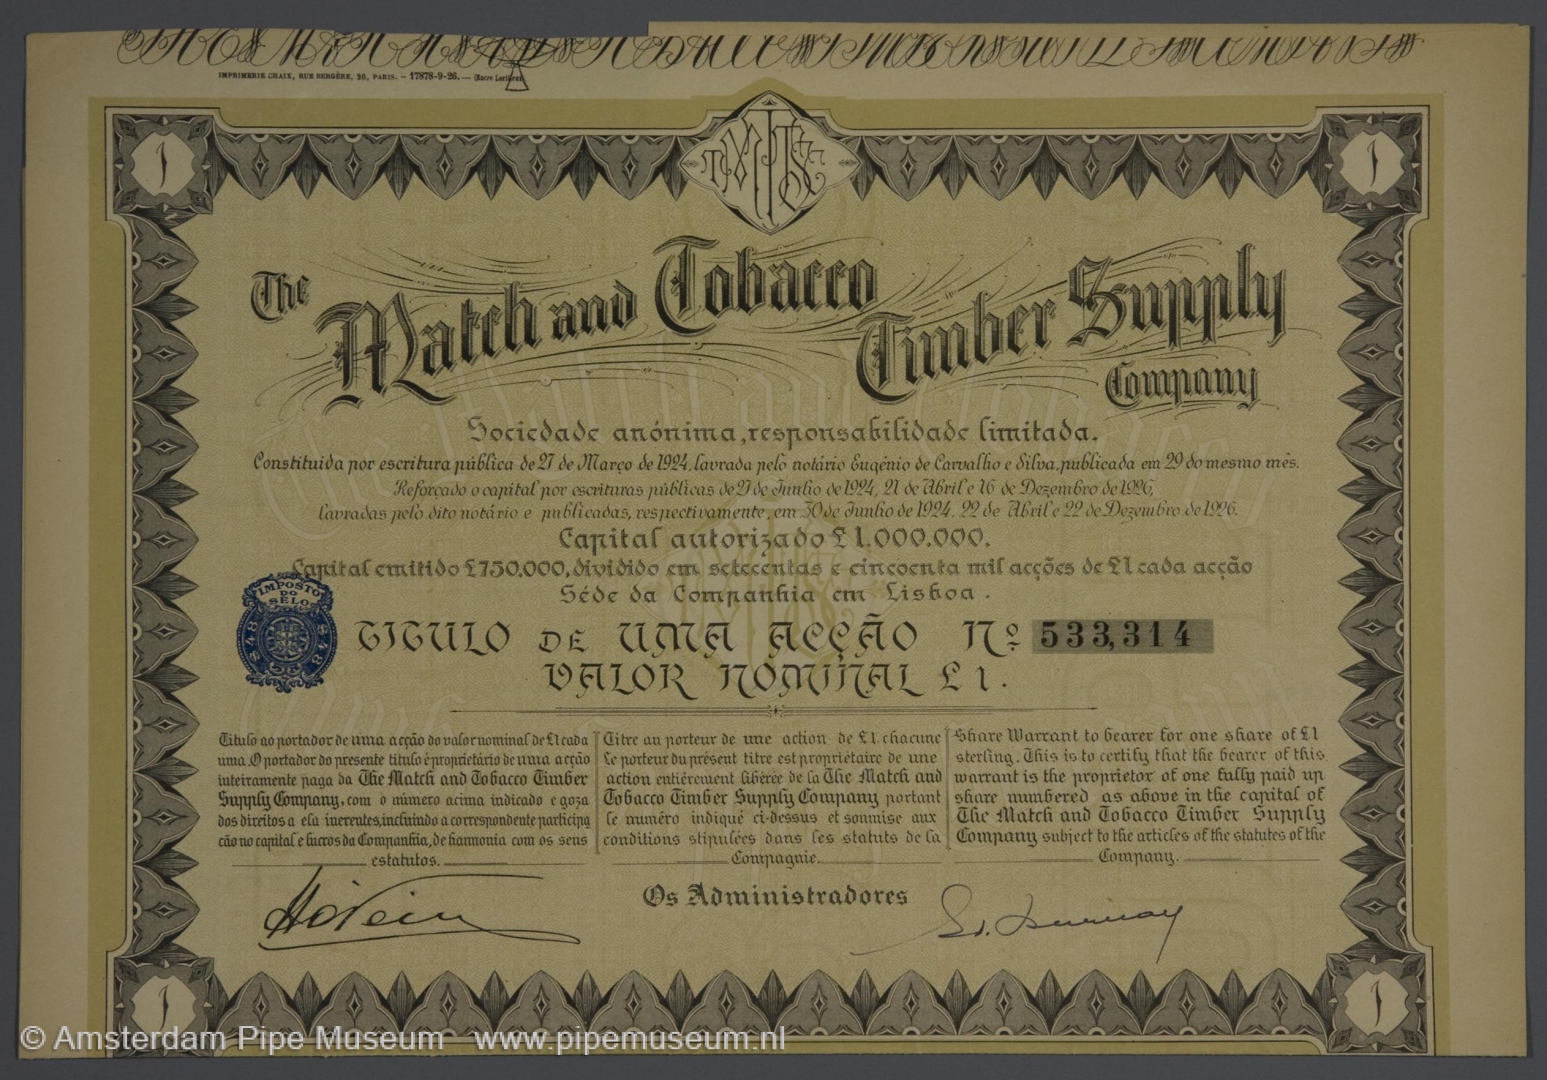 IMPRIMERIE CHAIX, RUE BERGÈRE, 20, PARIS. — 17878-9-26. — (Encre Lorilleux)
1
1
The
Match and Tobacco
Timber Supply
Company
Sociedade anónima, responsabilidade limitada.
Constituida por escritura pública de 27 de Março de 1924, lavrada pelo notário Eugénio de Carvalho e Silva, publicada em 29 do mesmo mês.
Reforçado o capital por escrituras públicas de 27 de Junho de 1924, 21 de Abril e 16 de Dezembro de 1926,
lavradas pelo dito notário e publicadas, respectivamente, em 30 de Junho de 1924, 22 de Abril e 22 de Dezembro de 1926.
Capital autorizado £1.000.000.
Capital emitido £750,000, dividido em setecentas e cincoenta mil acções de £1 cada acção
Séde da Companhia em Lisboa.
IMPOSTO
DO
SÊLO
$48
$48
TITULO DE UMA ACÇÃO Nº 533,314
VALOR NOMINAL £1.
Titulo ao portador de uma acção do valor nominal de £1 cada
uma. O portador do presente titulo é proprietário de uma acção
inteiramente paga da The Match and Tobacco Timber
Supply Company, com o número acima indicado e goza
dos direitos a ela inerentes, incluindo a correspondente participa
ção no capital e lucros da Companhia, de harmonia com os seus
estatutos.
Titre au porteur de une action de £1. chacune
Le porteur du présent titre est propriétaire de une
action entiérement libérée de la The Match and
Tobacco Timber Supply Company portant
le numéro indiqué ci-dessus et soumise aux
conditions stipulées dans les statuts de la
Compagnie.
Share Warrant to bearer for one share of £1
sterling. This is to certify that the bearer of this
warrant is the proprietor of one fully paid up
share numbered as above in the capital of
The Match and Tobacco Timber Supply
Company subject to the articles of the statutes of the
Company.
Os Administradores
1
1
© Amsterdam Pipe Museum www.pipemuseum.nl